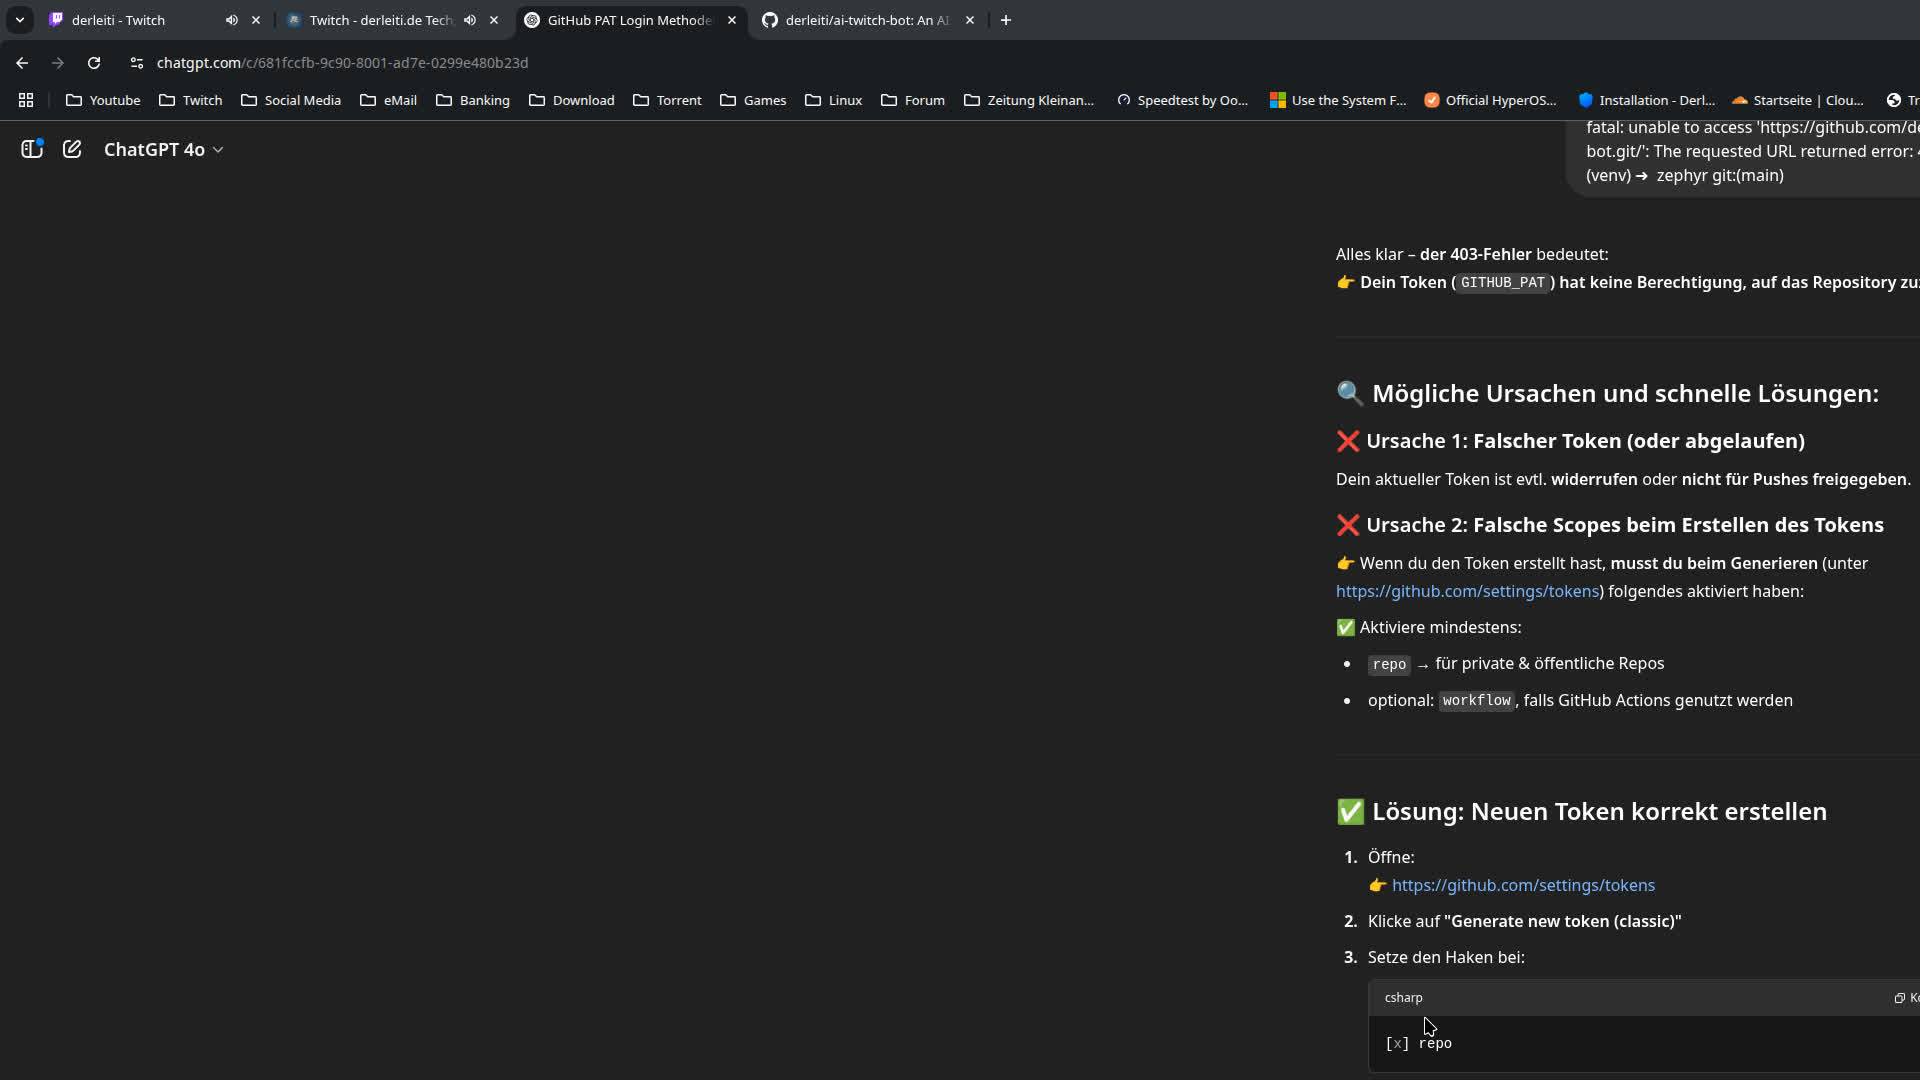 derleiti - Twitch
Twitch - derleiti.de Tech
GitHub PAT Login Methode
derleiti/ai-twitch-bot: An AI
chatgpt.com/c/681fccfb-9c90-8001-ad7e-0299e480b23d
Youtube
Twitch
Social Media
eMail
Banking
Download
Torrent
Games
Linux
Forum
Zeitung Kleinan...
Speedtest by Oo...
Use the System F...
Official HyperOS...
Installation - Derl...
Startseite | Clou...
Tr
ChatGPT 4o
fatal: unable to access 'https://github.com/de
bot.git/': The requested URL returned error: 4
(venv) ➜ zephyr git:(main)
Alles klar – der 403-Fehler bedeutet:
👉 Dein Token (GITHUB_PAT) hat keine Berechtigung, auf das Repository zuz
🔍 Mögliche Ursachen und schnelle Lösungen:
❌ Ursache 1: Falscher Token (oder abgelaufen)
Dein aktueller Token ist evtl. widerrufen oder nicht für Pushes freigegeben.
❌ Ursache 2: Falsche Scopes beim Erstellen des Tokens
👉 Wenn du den Token erstellt hast, musst du beim Generieren (unter
https://github.com/settings/tokens) folgendes aktiviert haben:
✅ Aktiviere mindestens:
• repo → für private & öffentliche Repos
• optional: workflow, falls GitHub Actions genutzt werden
✅ Lösung: Neuen Token korrekt erstellen
1. Öffne:
👉 https://github.com/settings/tokens
2. Klicke auf "Generate new token (classic)"
3. Setze den Haken bei:
csharp
Ko
[x] repo